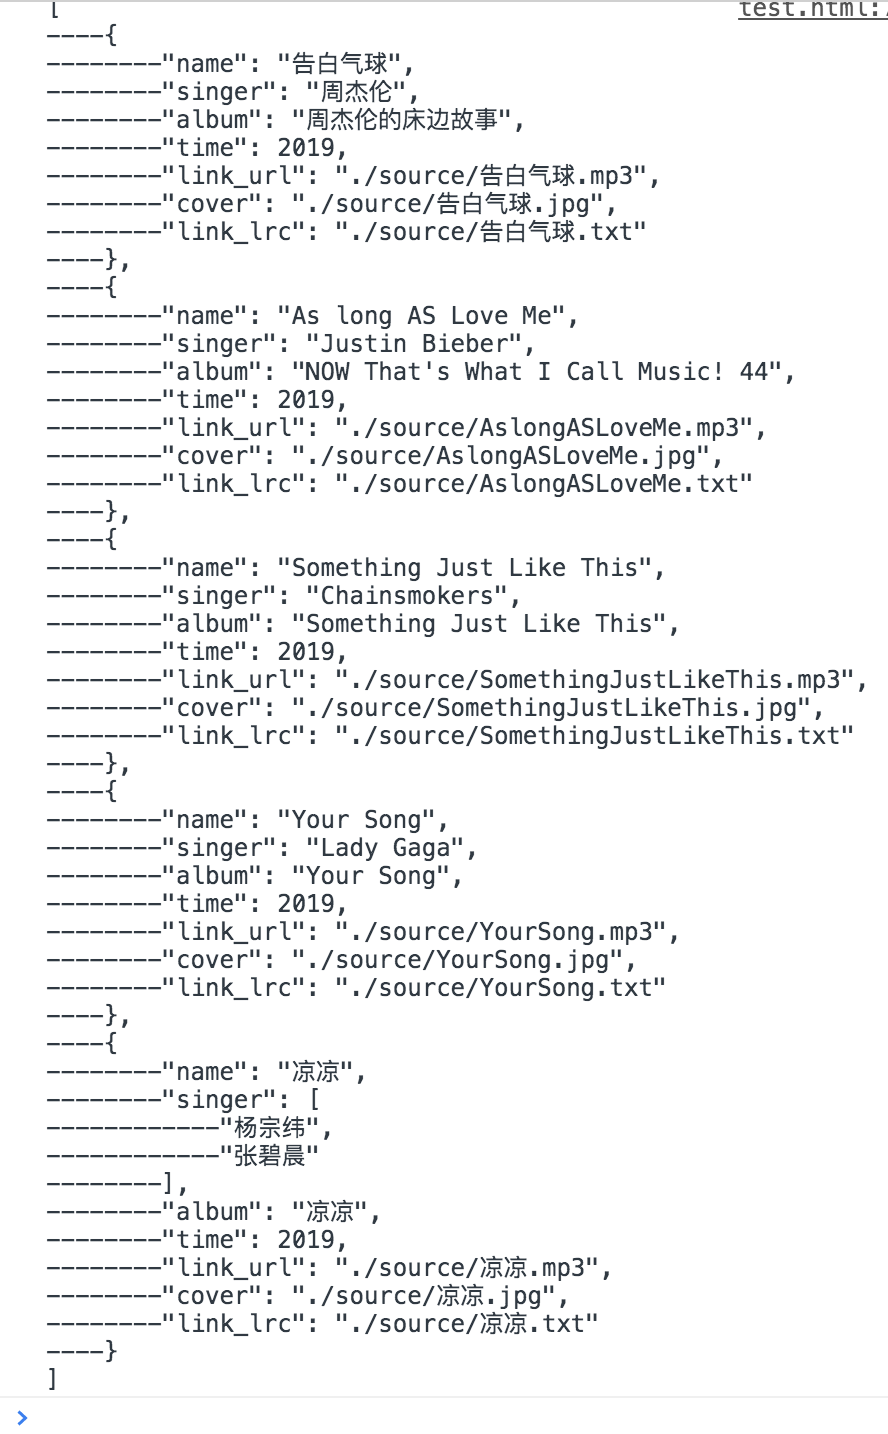 [
test.html:
----{
--------"name": "告白气球",
--------"singer": "周杰伦",
--------"album": "周杰伦的床边故事",
--------"time": 2019,
--------"link_url": "./source/告白气球.mp3",
--------"cover": "./source/告白气球.jpg",
--------"link_lrc": "./source/告白气球.txt"
----},
----{
--------"name": "As long AS Love Me",
--------"singer": "Justin Bieber",
--------"album": "NOW That's What I Call Music! 44",
--------"time": 2019,
--------"link_url": "./source/AslongASLoveMe.mp3",
--------"cover": "./source/AslongASLoveMe.jpg",
--------"link_lrc": "./source/AslongASLoveMe.txt"
----},
----{
--------"name": "Something Just Like This",
--------"singer": "Chainsmokers",
--------"album": "Something Just Like This",
--------"time": 2019,
--------"link_url": "./source/SomethingJustLikeThis.mp3",
--------"cover": "./source/SomethingJustLikeThis.jpg",
--------"link_lrc": "./source/SomethingJustLikeThis.txt"
----},
----{
--------"name": "Your Song",
--------"singer": "Lady Gaga",
--------"album": "Your Song",
--------"time": 2019,
--------"link_url": "./source/YourSong.mp3",
--------"cover": "./source/YourSong.jpg",
--------"link_lrc": "./source/YourSong.txt"
----},
----{
--------"name": "凉凉",
--------"singer": [
------------"杨宗纬",
------------"张碧晨"
--------],
--------"album": "凉凉",
--------"time": 2019,
--------"link_url": "./source/凉凉.mp3",
--------"cover": "./source/凉凉.jpg",
--------"link_lrc": "./source/凉凉.txt"
----}
]